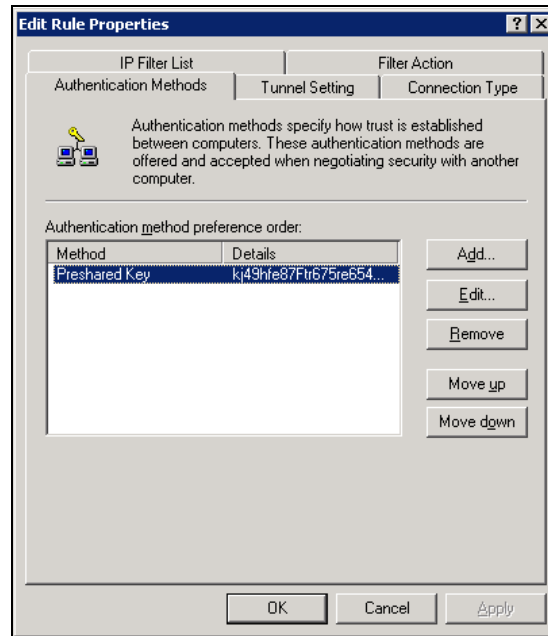 Edit Rule Properties
IP Filter List
Filter Action
Authentication Methods
Tunnel Setting
Connection Type
Authentication methods specify how trust is established
between computers. These authentication methods are
offered and accepted when negotiating security with another
computer.
Authentication method preference order:
Method Details
Preshared Key kj49hfe87Ftr675re654...
Add...
Edit...
Remove
Move up
Move down
OK
Cancel
Apply